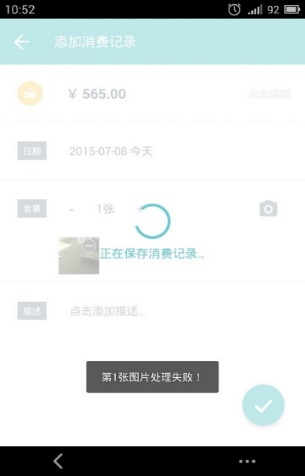 10:52
92
添加消费记录
¥ 565.00
点击编辑
日期
2015-07-08 今天
发票
-
1张
正在保存消费记录…
描述
点击添加描述…
第1张图片处理失败！